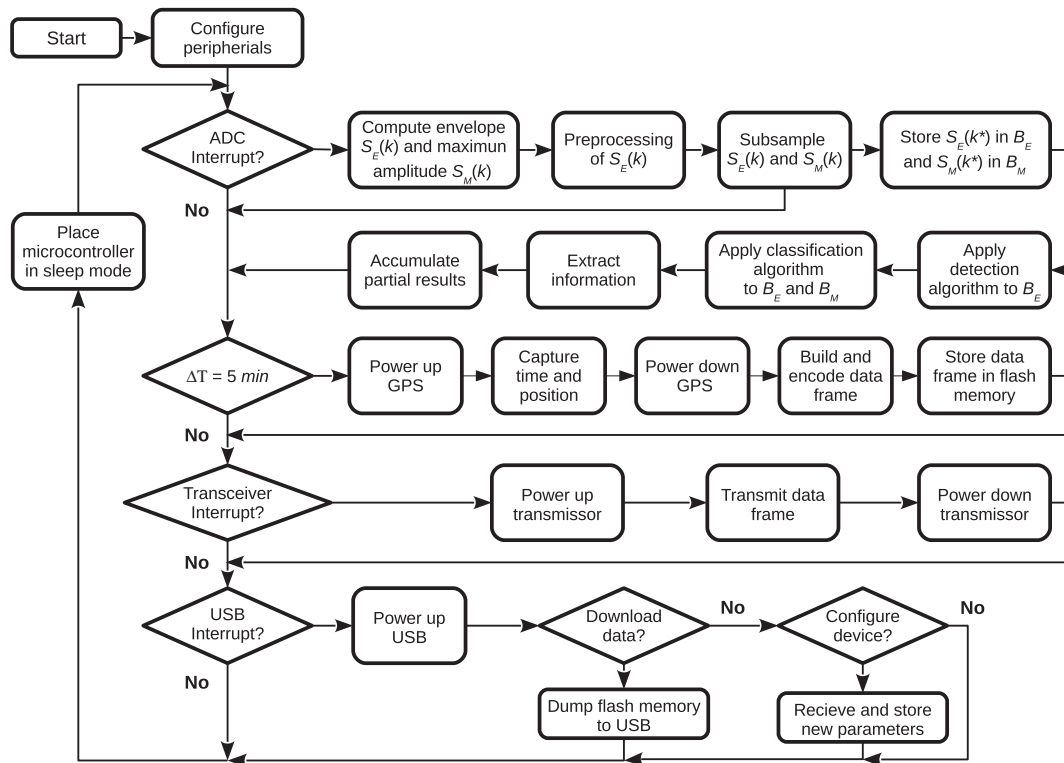 Start
Configure
peripherials
ADC
Interrupt?
Compute envelope
S_E(k) and maximun
amplitude S_M(k)
Preprocessing
of S_E(k)
Subsample
S_E(k) and S_M(k)
Store S_E(k*) in B_E
and S_M(k*) in B_M
No
Place
microcontroller
in sleep mode
Accumulate
partial results
Extract
information
Apply classification
algorithm
to B_E and B_M
Apply
detection
algorithm to B_E
ΔT = 5 min
Power up
GPS
Capture
time and
position
Power down
GPS
Build and
encode data
frame
Store data
frame in flash
memory
No
Transceiver
Interrupt?
Power up
transmissor
Transmit data
frame
Power down
transmissor
No
USB
Interrupt?
Power up
USB
Download
data?
No
Configure
device?
No
No
Dump flash memory
to USB
Recieve and store
new parameters